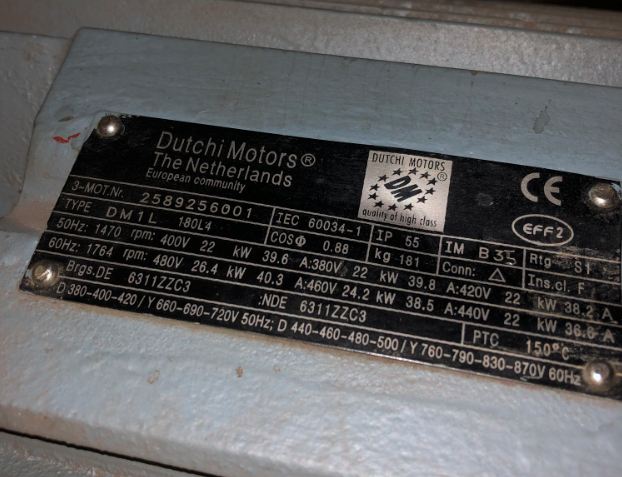 Dutchi Motors®
The Netherlands
European community
DUTCHI MOTORS
DM
quality of high class
CE
3~MOT.Nr. 2589256001 IEC 60034-1 IP 55 IM B35 EFF2
TYPE DM1L 180L4 COSΦ 0.88 kg 181 Conn: △ Rtg S1
50Hz: 1470 rpm: 400V 22 kW 39.6 A:380V 22 kW 39.8 A:420V 22 kW 38.2 A Ins.cl. F
60Hz: 1764 rpm: 480V 26.4 kW 40.3 A:460V 24.2 kW 38.5 A:440V 22 kW 36.8 A
Brgs.DE 6311ZZC3 :NDE 6311ZZC3 PTC 150°C
D 380-400-420/Y 660-690-720V 50Hz; D 440-460-480-500/Y 760-790-830-870V 60Hz